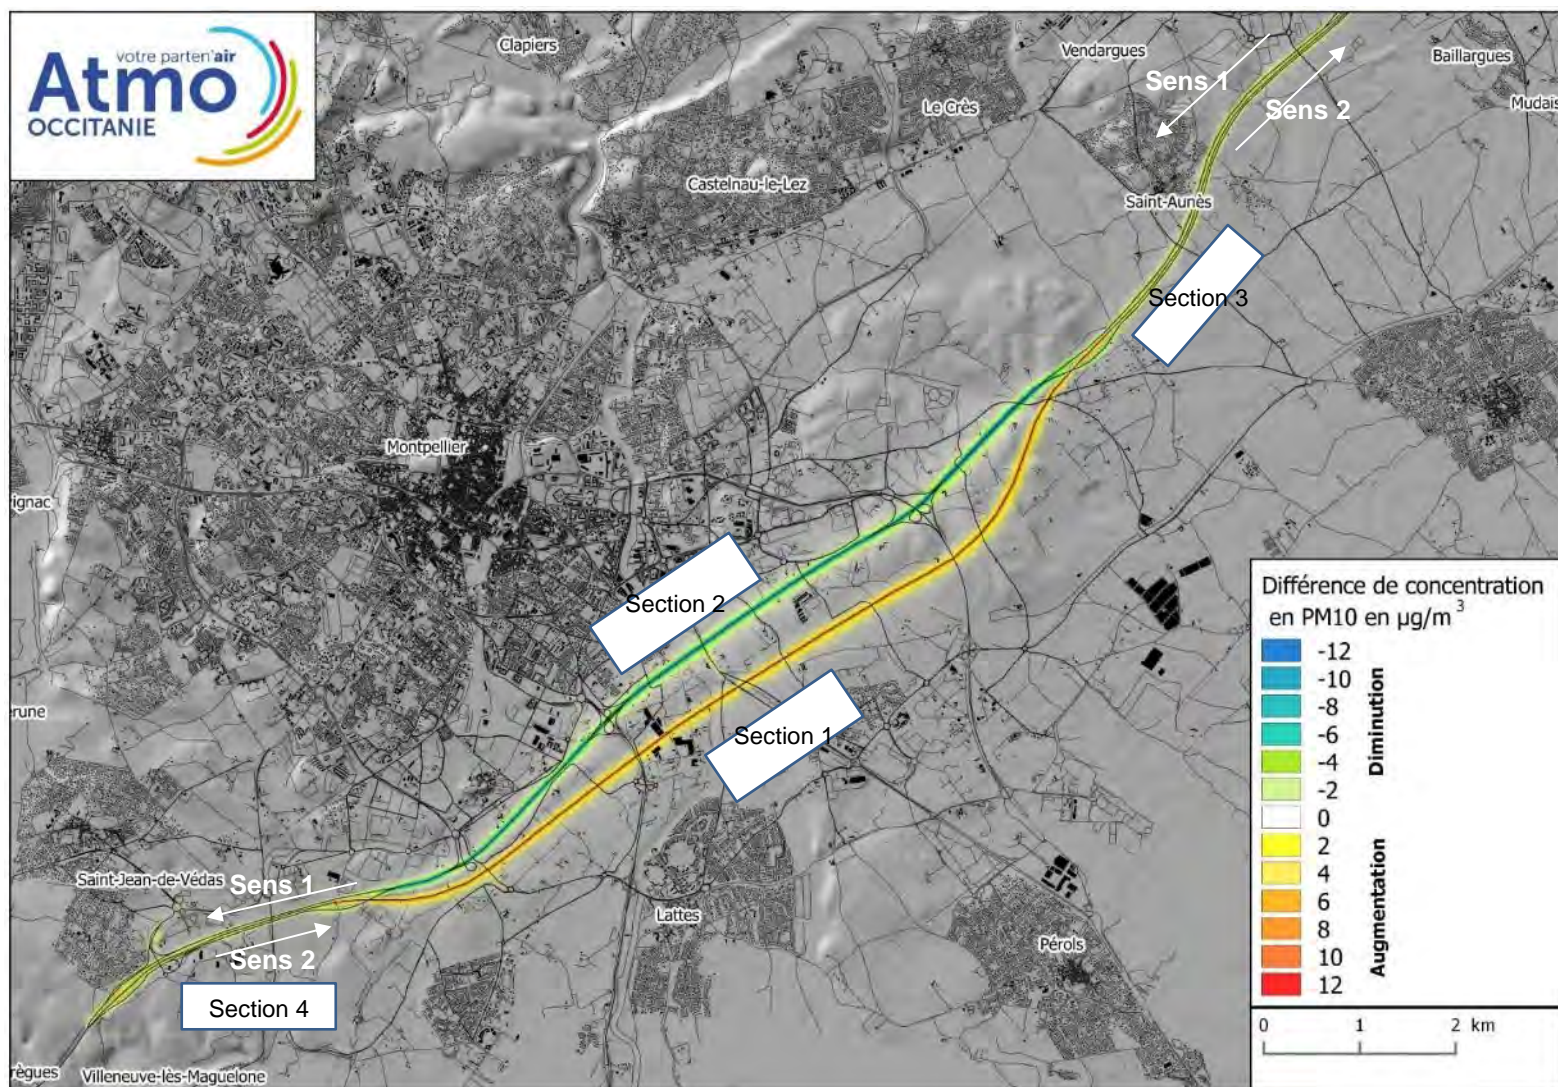 votre parten'air
Atmo
OCCITANIE
Clapiers
Vendargues
Baillargues
Sens 1
Sens 2
Mudais
Le Crès
Castelnau-le-Lez
Saint-Aunès
Section 3
Montpellier
ignac
Section 2
Section 1
erune
Saint-Jean-de-Védas
Sens 1
Lattes
Sens 2
Pérols
Section 4
règues
Villeneuve-lès-Maguelone
Différence de concentration
en PM10 en µg/m³
-12
-10
-8
-6
-4
-2
0
2
4
6
8
10
12
Diminution
Augmentation
0 1 2 km